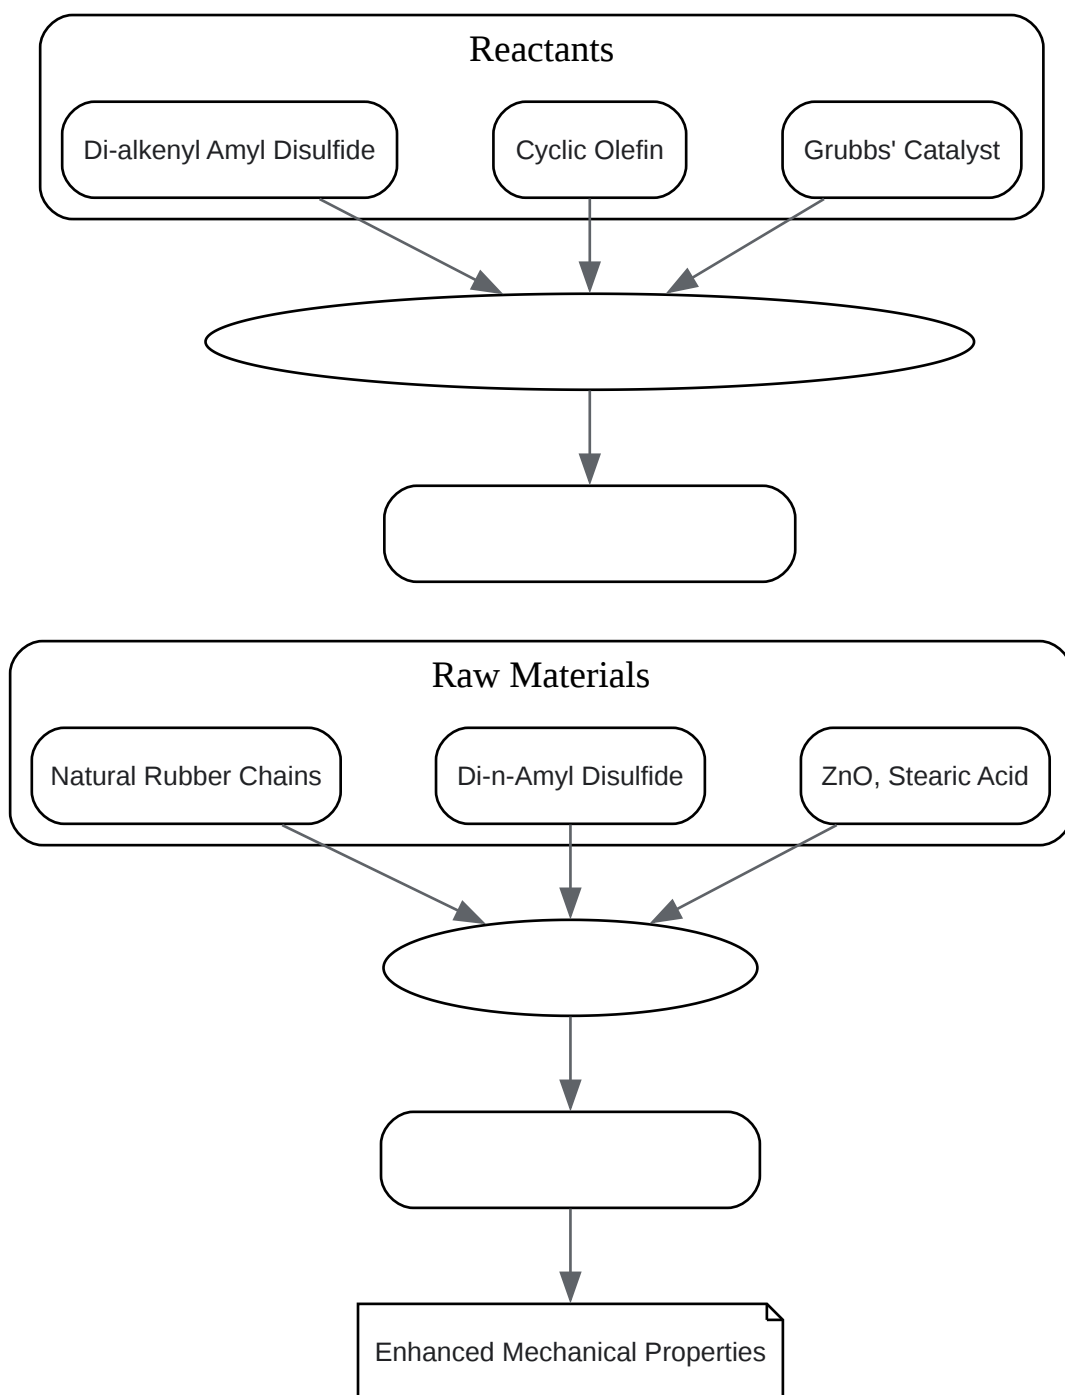 Reactants
Di-alkenyl Amyl Disulfide
Cyclic Olefin
Grubbs' Catalyst
Raw Materials
Natural Rubber Chains
Di-n-Amyl Disulfide
ZnO, Stearic Acid
Enhanced Mechanical Properties